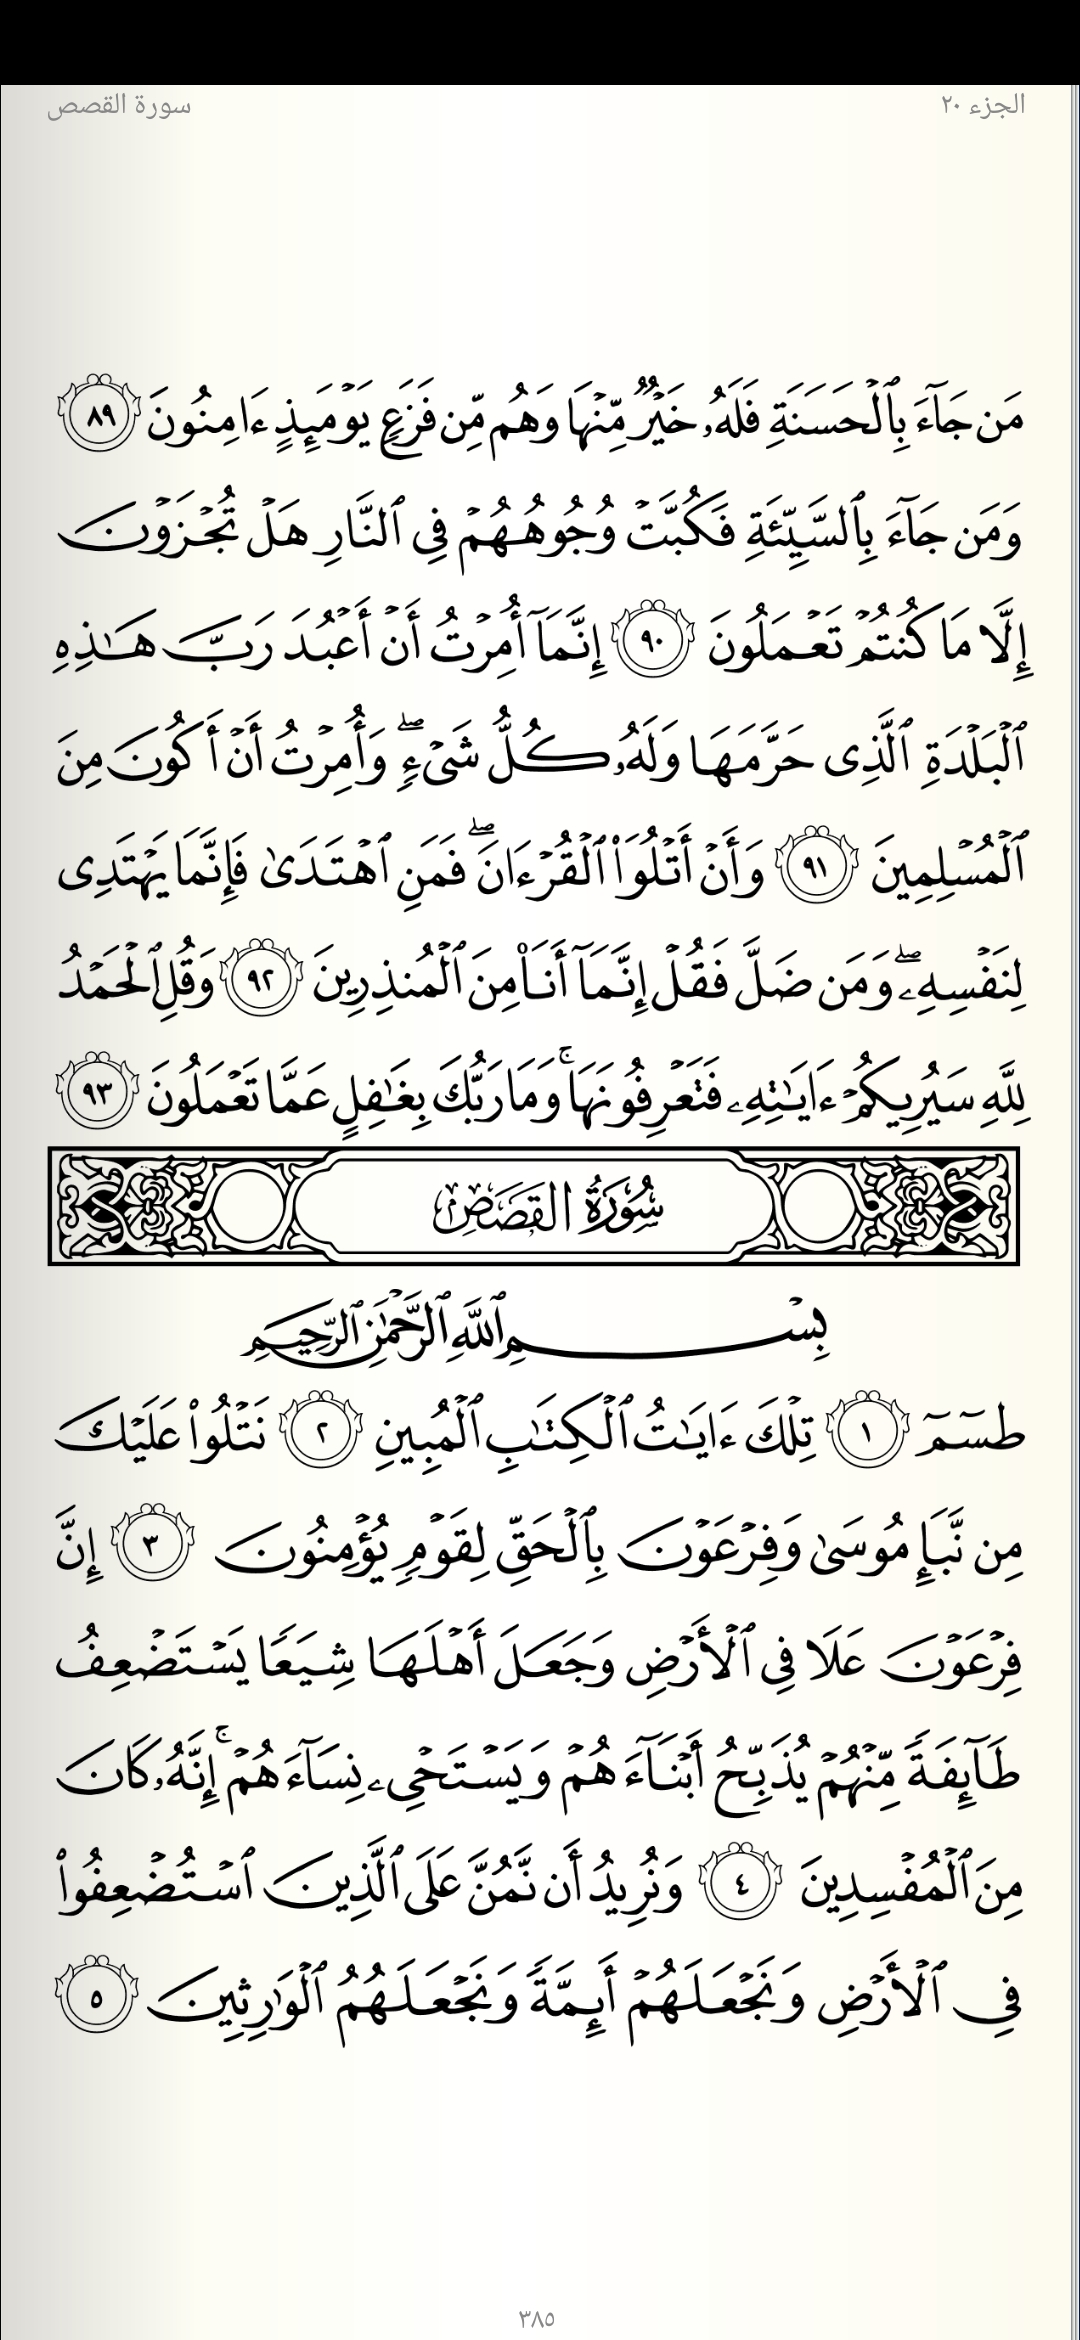 الجزء ٢٠
سورة القصص
مَن جَآءَ بِٱلۡحَسَنَةِ فَلَهُۥ خَيۡرٞ مِّنۡهَا وَهُم مِّن فَزَعٖ يَوۡمَئِذٍ ءَامِنُونَ ٨٩
وَمَن جَآءَ بِٱلسَّيِّئَةِ فَكُبَّتۡ وُجُوهُهُمۡ فِي ٱلنَّارِ هَلۡ تُجۡزَوۡنَ
إِلَّا مَا كُنتُمۡ تَعۡمَلُونَ ٩٠ إِنَّمَآ أُمِرۡتُ أَنۡ أَعۡبُدَ رَبَّ هَٰذِهِ
ٱلۡبَلۡدَةِ ٱلَّذِي حَرَّمَهَا وَلَهُۥ كُلُّ شَيۡءٖۖ وَأُمِرۡتُ أَنۡ أَكُونَ مِنَ
ٱلۡمُسۡلِمِينَ ٩١ وَأَنۡ أَتۡلُوَاْ ٱلۡقُرۡءَانَۖ فَمَنِ ٱهۡتَدَىٰ فَإِنَّمَا يَهۡتَدِي
لِنَفۡسِهِۦۖ وَمَن ضَلَّ فَقُلۡ إِنَّمَآ أَنَا۠ مِنَ ٱلۡمُنذِرِينَ ٩٢ وَقُلِ ٱلۡحَمۡدُ
لِلَّهِ سَيُرِيكُمۡ ءَايَٰتِهِۦ فَتَعۡرِفُونَهَاۚ وَمَا رَبُّكَ بِغَٰفِلٍ عَمَّا تَعۡمَلُونَ ٩٣
سُورَةُ القَصَصِ
بِسۡمِ ٱللَّهِ ٱلرَّحۡمَٰنِ ٱلرَّحِيمِ
طسٓمٓ ١ تِلۡكَ ءَايَٰتُ ٱلۡكِتَٰبِ ٱلۡمُبِينِ ٢ نَتۡلُواْ عَلَيۡكَ
مِن نَّبَإِ مُوسَىٰ وَفِرۡعَوۡنَ بِٱلۡحَقِّ لِقَوۡمٖ يُؤۡمِنُونَ ٣ إِنَّ
فِرۡعَوۡنَ عَلَا فِي ٱلۡأَرۡضِ وَجَعَلَ أَهۡلَهَا شِيَعٗا يَسۡتَضۡعِفُ
طَآئِفَةٗ مِّنۡهُمۡ يُذَبِّحُ أَبۡنَآءَهُمۡ وَيَسۡتَحۡيِۦ نِسَآءَهُمۡۚ إِنَّهُۥ كَانَ
مِنَ ٱلۡمُفۡسِدِينَ ٤ وَنُرِيدُ أَن نَّمُنَّ عَلَى ٱلَّذِينَ ٱسۡتُضۡعِفُواْ
فِي ٱلۡأَرۡضِ وَنَجۡعَلَهُمۡ أَئِمَّةٗ وَنَجۡعَلَهُمُ ٱلۡوَٰرِثِينَ ٥
٣٨٥